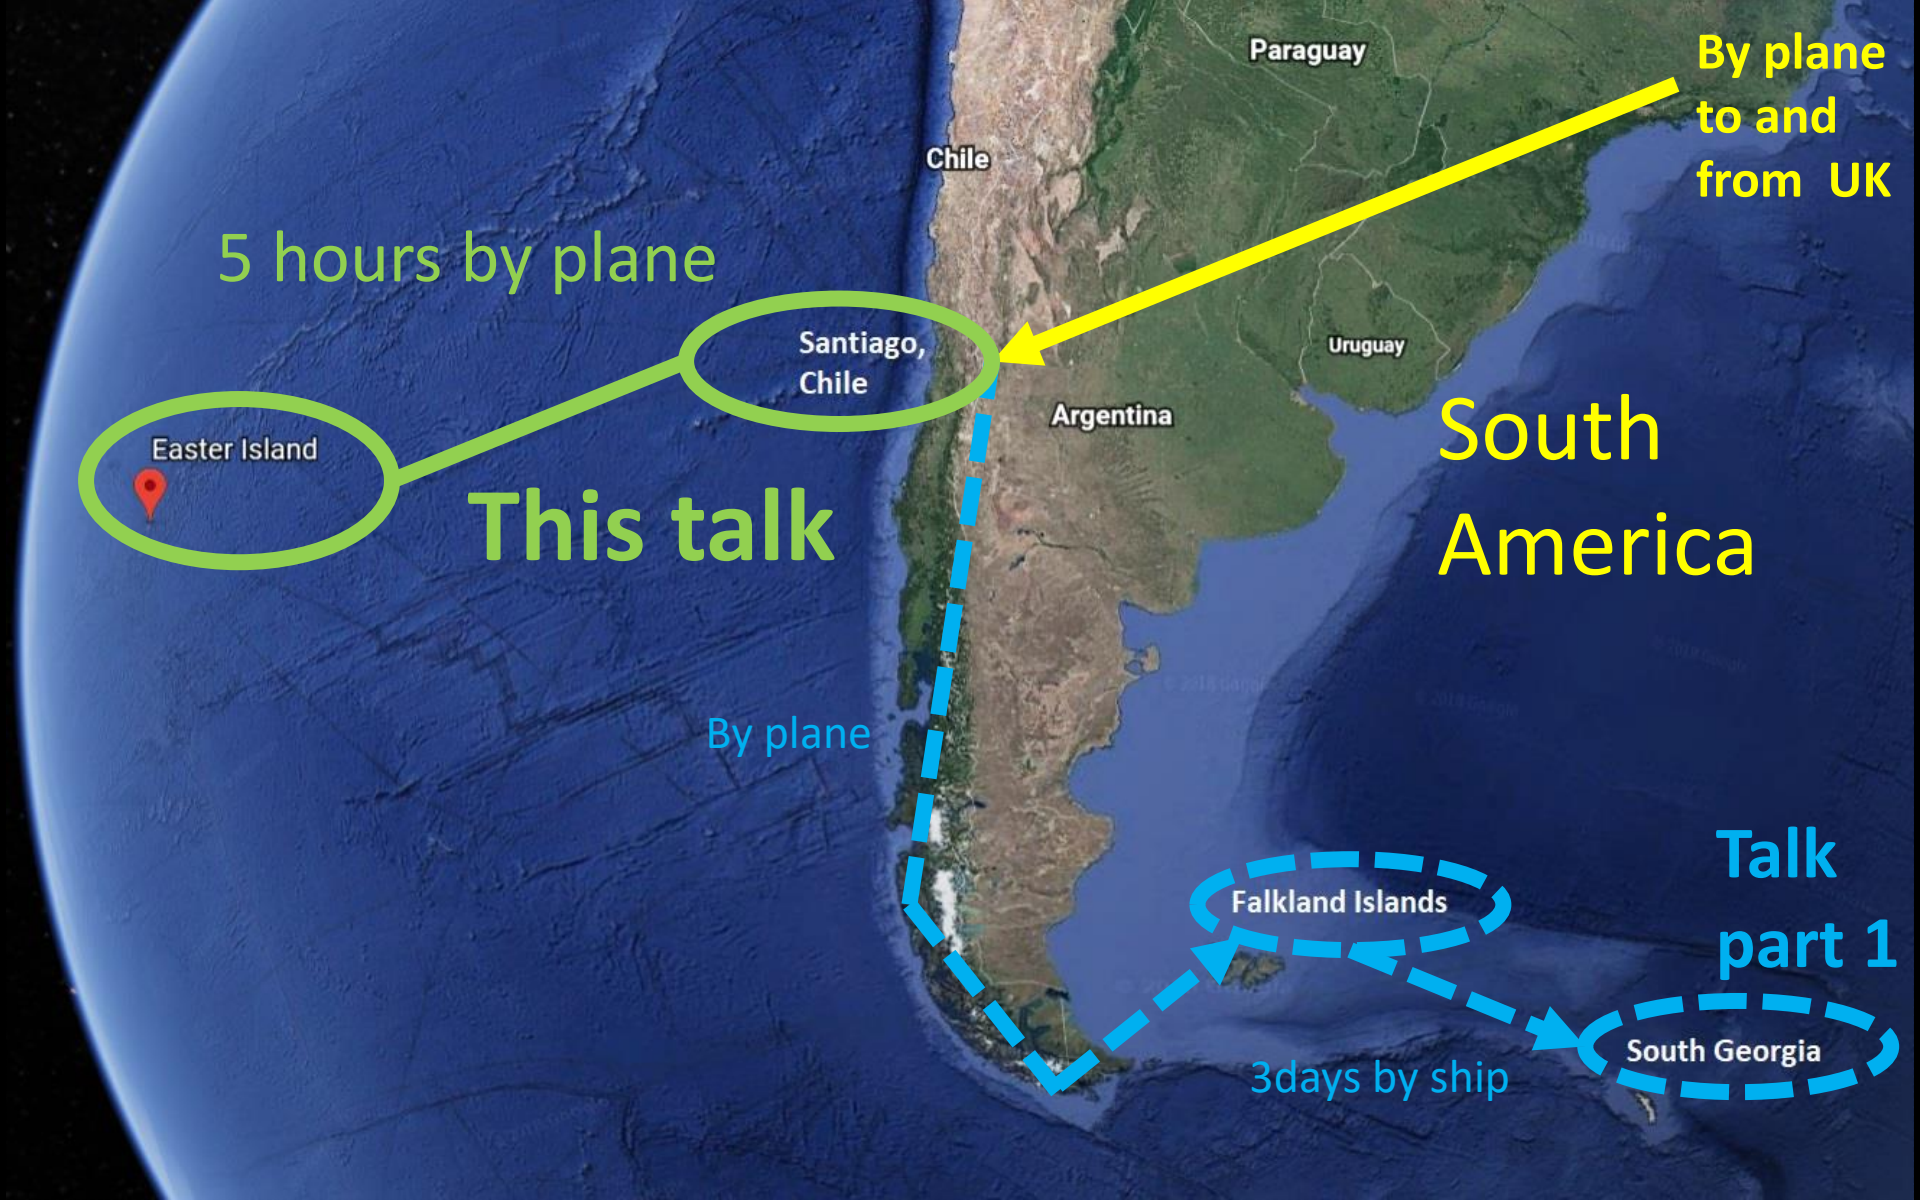 Paraguay
By plane
to and
from  UK
Chile
5 hours by plane
Santiago,
Chile
Uruguay
Argentina
South
America
Easter Island
This talk
By plane
Talk
part 1
Falkland Islands
South Georgia
3days by ship